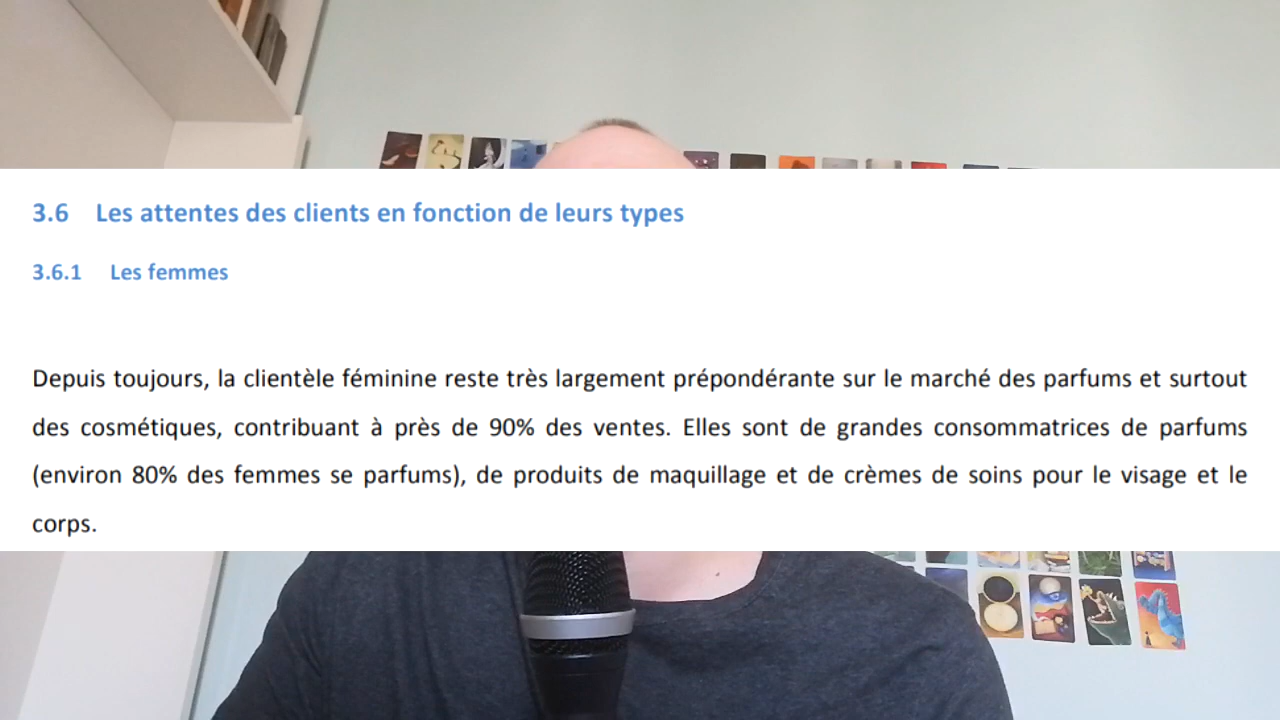 3.6 Les attentes des clients en fonction de leurs types
3.6.1 Les femmes
Depuis toujours, la clientèle féminine reste très largement prépondérante sur le marché des parfums et surtout
des cosmétiques, contribuant à près de 90% des ventes. Elles sont de grandes consommatrices de parfums
(environ 80% des femmes se parfums), de produits de maquillage et de crèmes de soins pour le visage et le
corps.